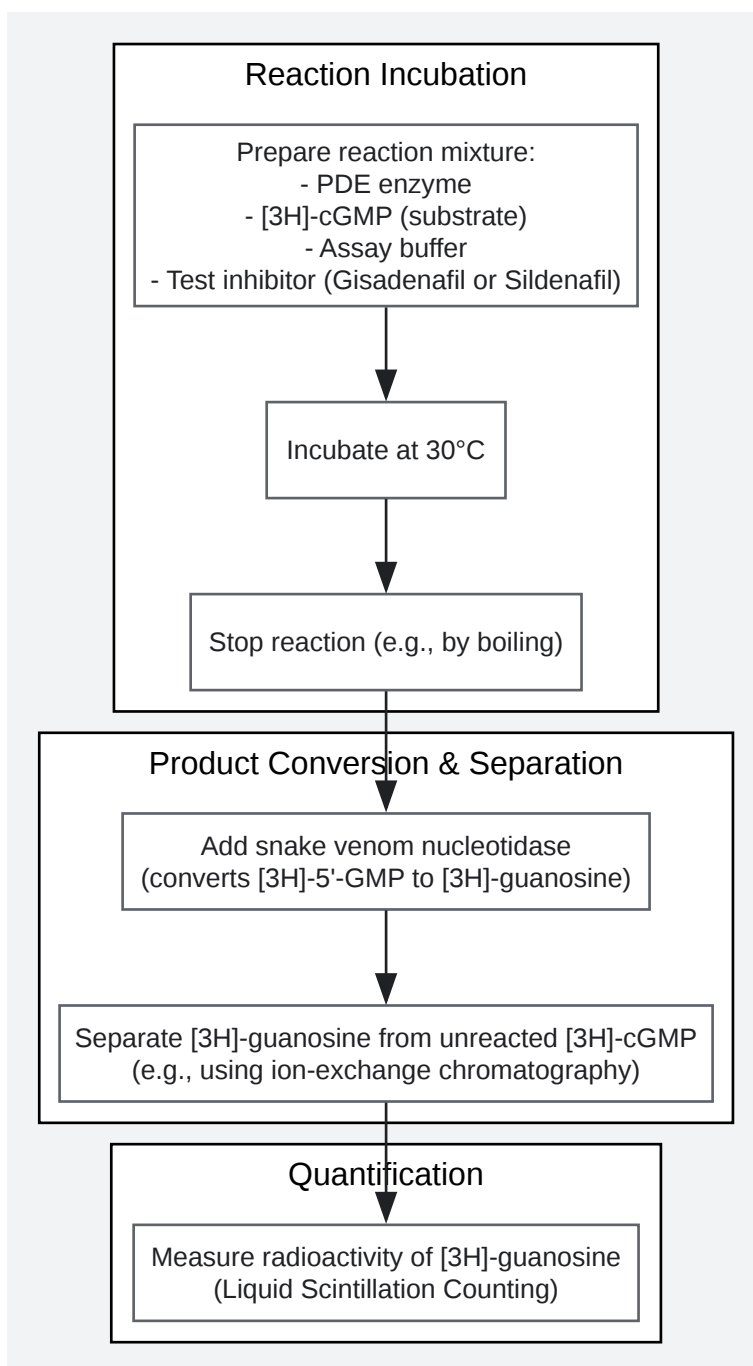 Reaction Incubation
Prepare reaction mixture:
- PDE enzyme
- [3H]-cGMP (substrate)
- Assay buffer
- Test inhibitor (Gisadenafil or Sildenafil)
Incubate at 30°C
Stop reaction (e.g., by boiling)
Product Conversion & Separation
Add snake venom nucleotidase
(converts [3H]-5'-GMP to [3H]-guanosine)
Separate [3H]-guanosine from unreacted [3H]-cGMP
(e.g., using ion-exchange chromatography)
Quantification
Measure radioactivity of [3H]-guanosine
(Liquid Scintillation Counting)